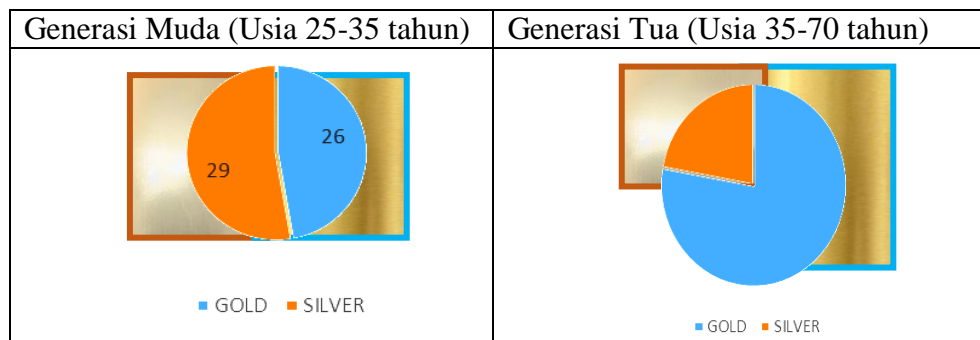 Generasi Muda (Usia 25-35 tahun)
Generasi Tua (Usia 35-70 tahun)
26
29
GOLD SILVER
GOLD SILVER